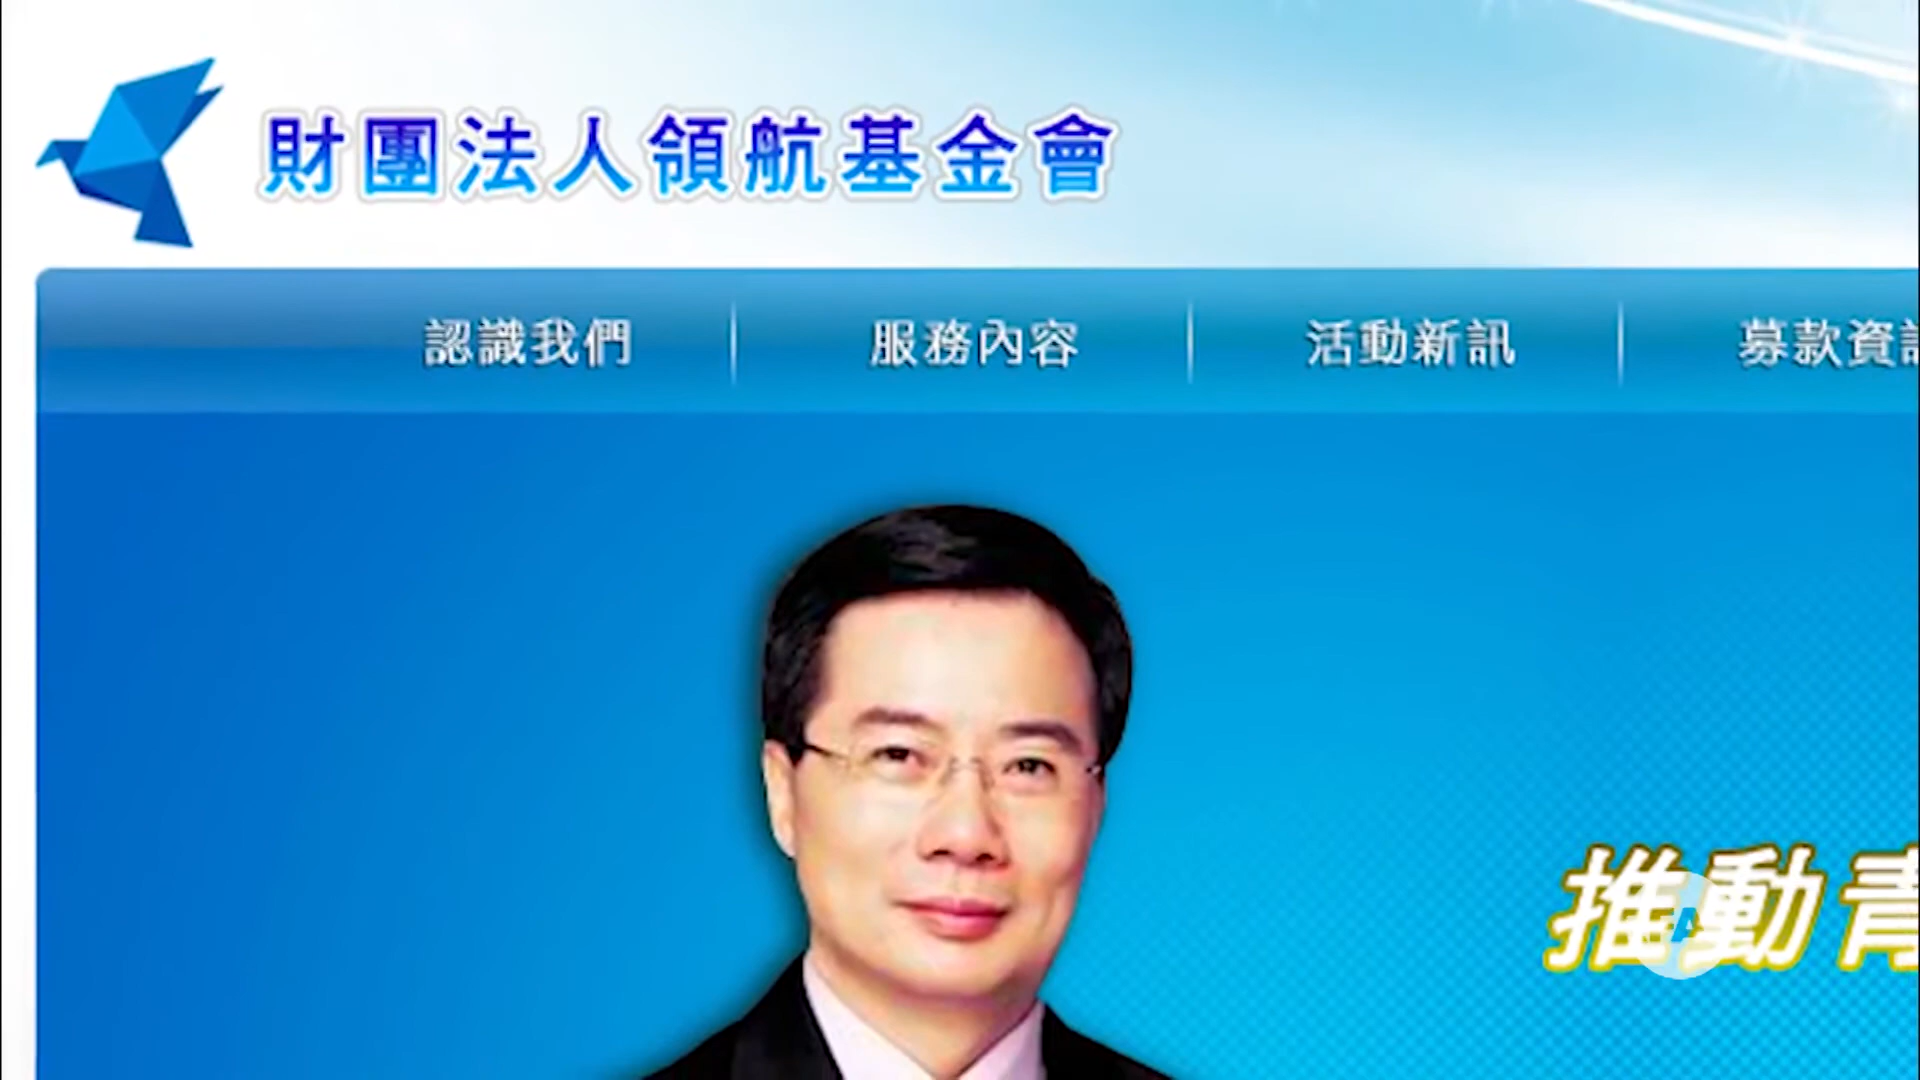 財團法人領航基金會
認識我們
服務內容
活動新訊
募款資
推動青